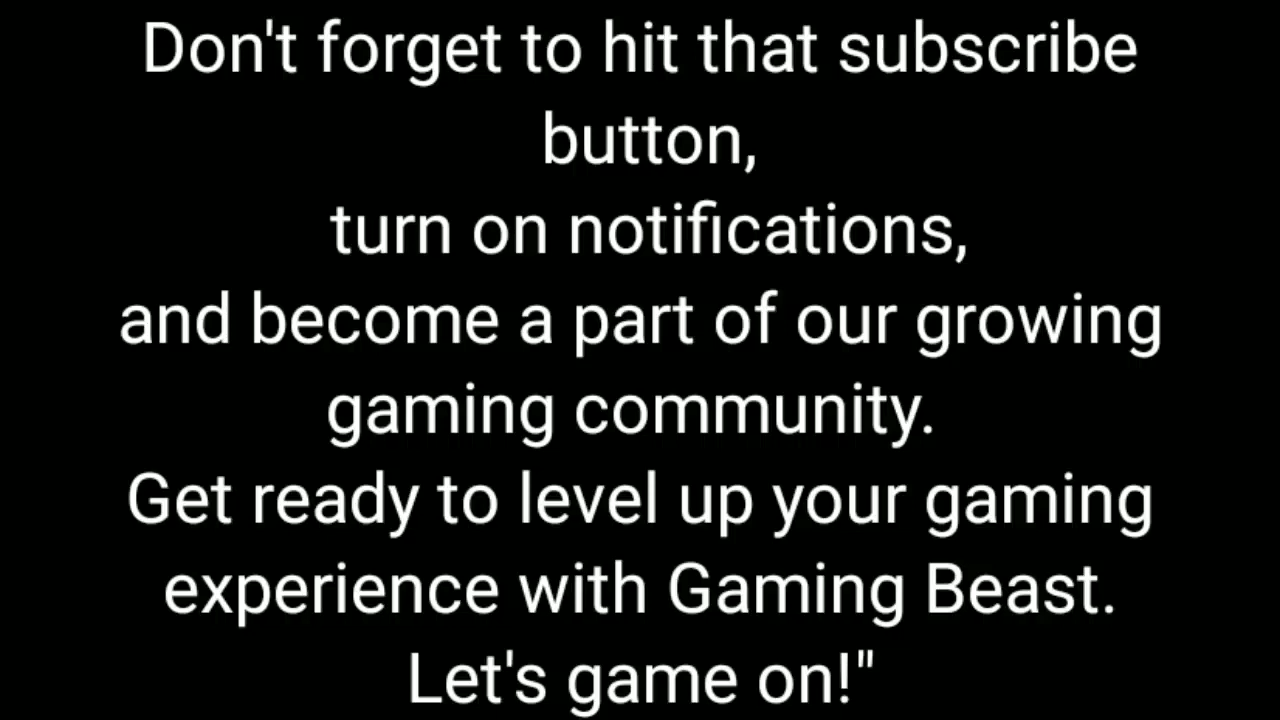 Don't forget to hit that subscribe
button,
turn on notifications,
and become a part of our growing
gaming community.
Get ready to level up your gaming
experience with Gaming Beast.
Let's game on!"